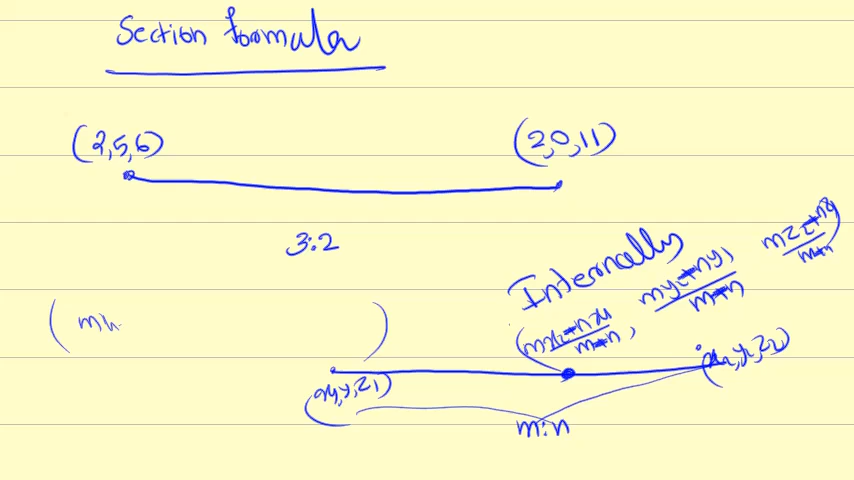 Section formula
(2,5,6) (2,0,11)
3:2
Internally
(mx2+nx1/m+n, my2+ny1/m+n, mz2+nz1/m+n)
( mx )
(x1,y1,z1) (x2,y2,z2)
m:n